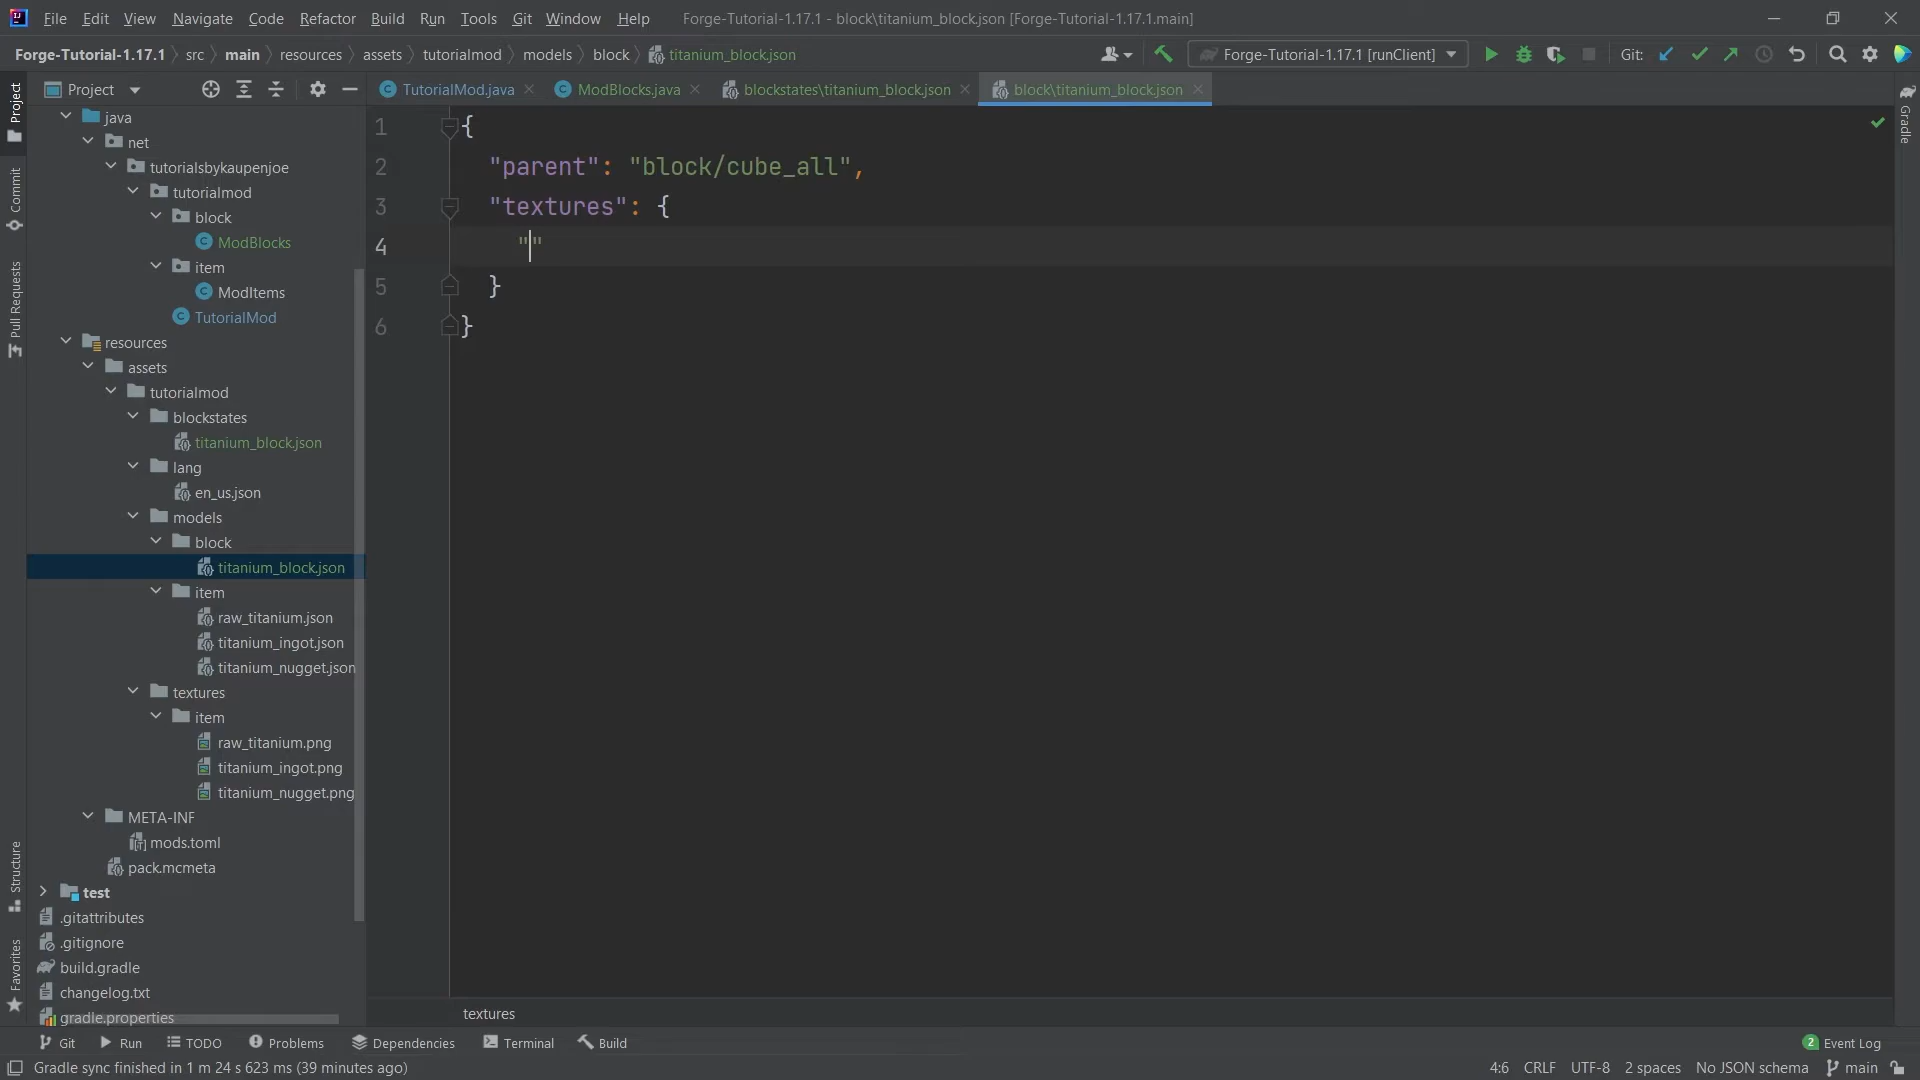 File Edit View Navigate Code Refactor Build Run Tools Git Window Help Forge-Tutorial-1.17.1 - block\titanium_block.json [Forge-Tutorial-1.17.1.main]
Forge-Tutorial-1.17.1 src main resources assets tutorialmod models block titanium_block.json Forge-Tutorial-1.17.1 [runClient] Git:
Project TutorialMod.java ModBlocks.java blockstates\titanium_block.json block\titanium_block.json
Project
Commit
Pull Requests
Structure
Favorites
Gradle
java
net
tutorialsbykaupenjoe
tutorialmod
block
ModBlocks
item
ModItems
TutorialMod
resources
assets
tutorialmod
blockstates
titanium_block.json
lang
en_us.json
models
block
titanium_block.json
item
raw_titanium.json
titanium_ingot.json
titanium_nugget.json
textures
item
raw_titanium.png
titanium_ingot.png
titanium_nugget.png
META-INF
mods.toml
pack.mcmeta
test
.gitattributes
.gitignore
build.gradle
changelog.txt
gradle.properties
1 {
2 "parent": "block/cube_all",
3 "textures": {
4 ""
5 }
6 }
textures
Git Run TODO Problems Dependencies Terminal Build 2 Event Log
Gradle sync finished in 1 m 24 s 623 ms (39 minutes ago) 4:6 CRLF UTF-8 2 spaces No JSON schema main